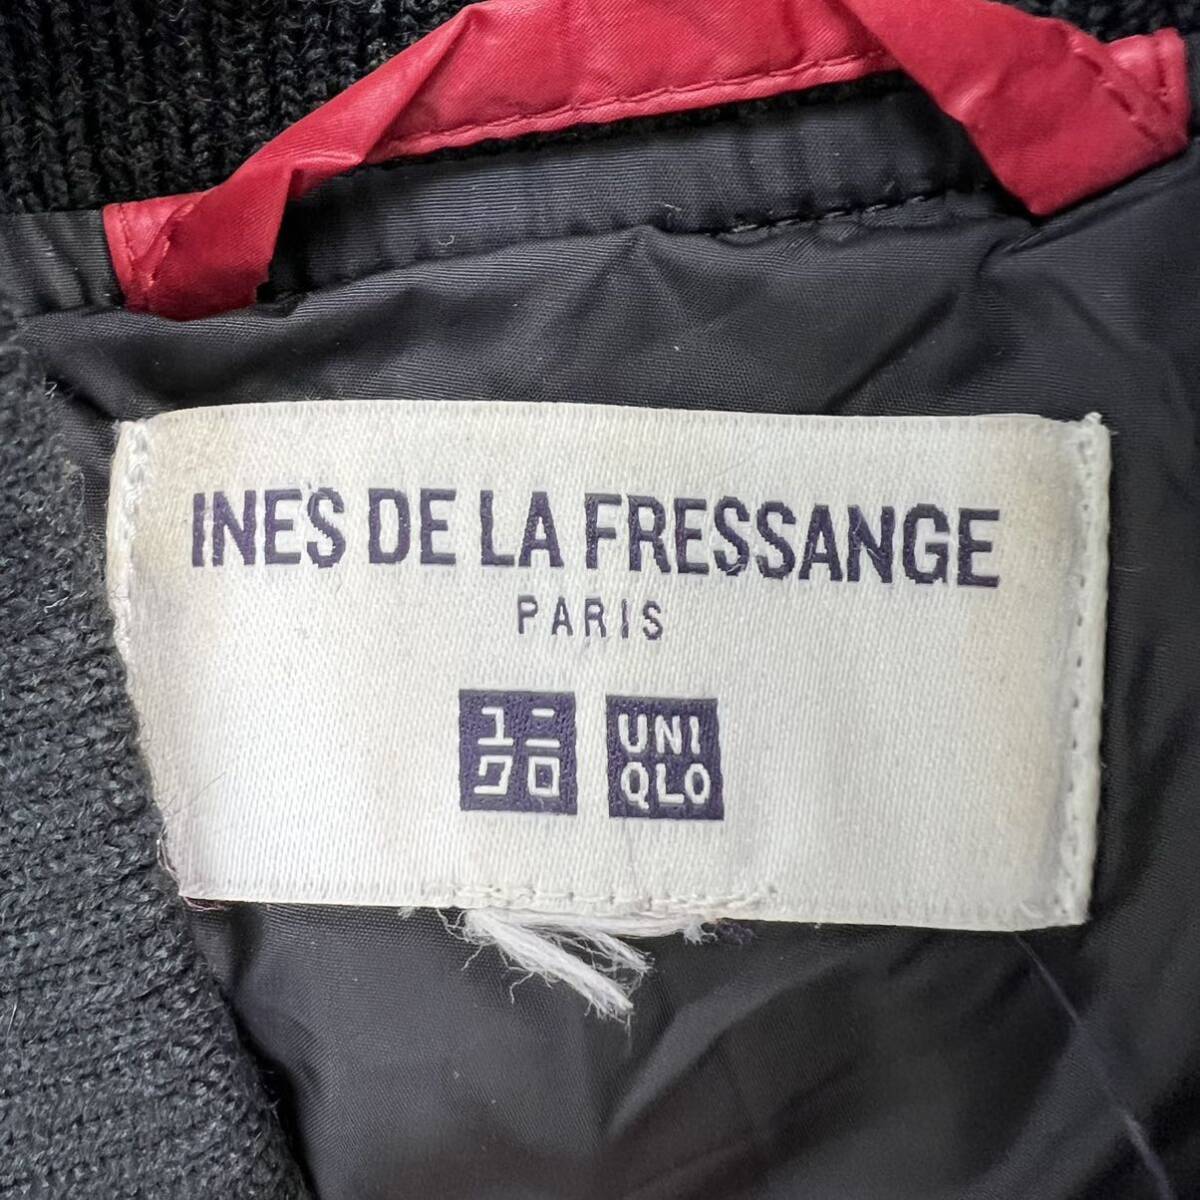 INES DE LA FRESSANGE
PARIS
ユニ
クロ
UNI
QLO